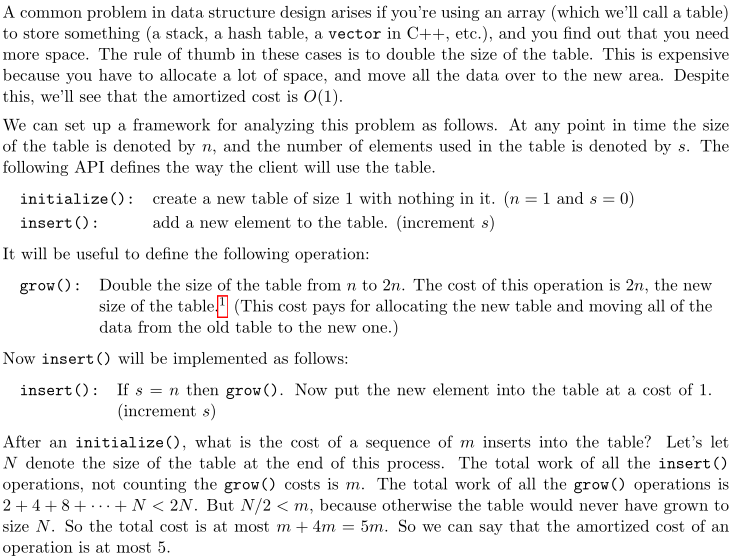 A common problem in data structure design arises if you're using an array (which we'll call a table)
to store something (a stack, a hash table, a vector in C++, etc.), and you find out that you need
more space. The rule of thumb in these cases is to double the size of the table. This is expensive
because you have to allocate a lot of space, and move all the data over to the new area. Despite
this, we'll see that the amortized cost is O(1).
We can set up a framework for analyzing this problem as follows. At any point in time the size
of the table is denoted by n, and the number of elements used in the table is denoted by s. The
following API defines the way the client will use the table.
initialize(): create a new table of size 1 with nothing in it. (n = 1 and s = 0)
insert(): add a new element to the table. (increment s)
It will be useful to define the following operation:
grow(): Double the size of the table from n to 2n. The cost of this operation is 2n, the new
size of the table.¹ (This cost pays for allocating the new table and moving all of the
data from the old table to the new one.)
Now insert() will be implemented as follows:
insert(): If s = n then grow(). Now put the new element into the table at a cost of 1.
(increment s)
After an initialize(), what is the cost of a sequence of m inserts into the table? Let's let
N denote the size of the table at the end of this process. The total work of all the insert()
operations, not counting the grow() costs is m. The total work of all the grow() operations is
2 + 4 + 8 + ··· + N < 2N. But N/2 < m, because otherwise the table would never have grown to
size N. So the total cost is at most m + 4m = 5m. So we can say that the amortized cost of an
operation is at most 5.